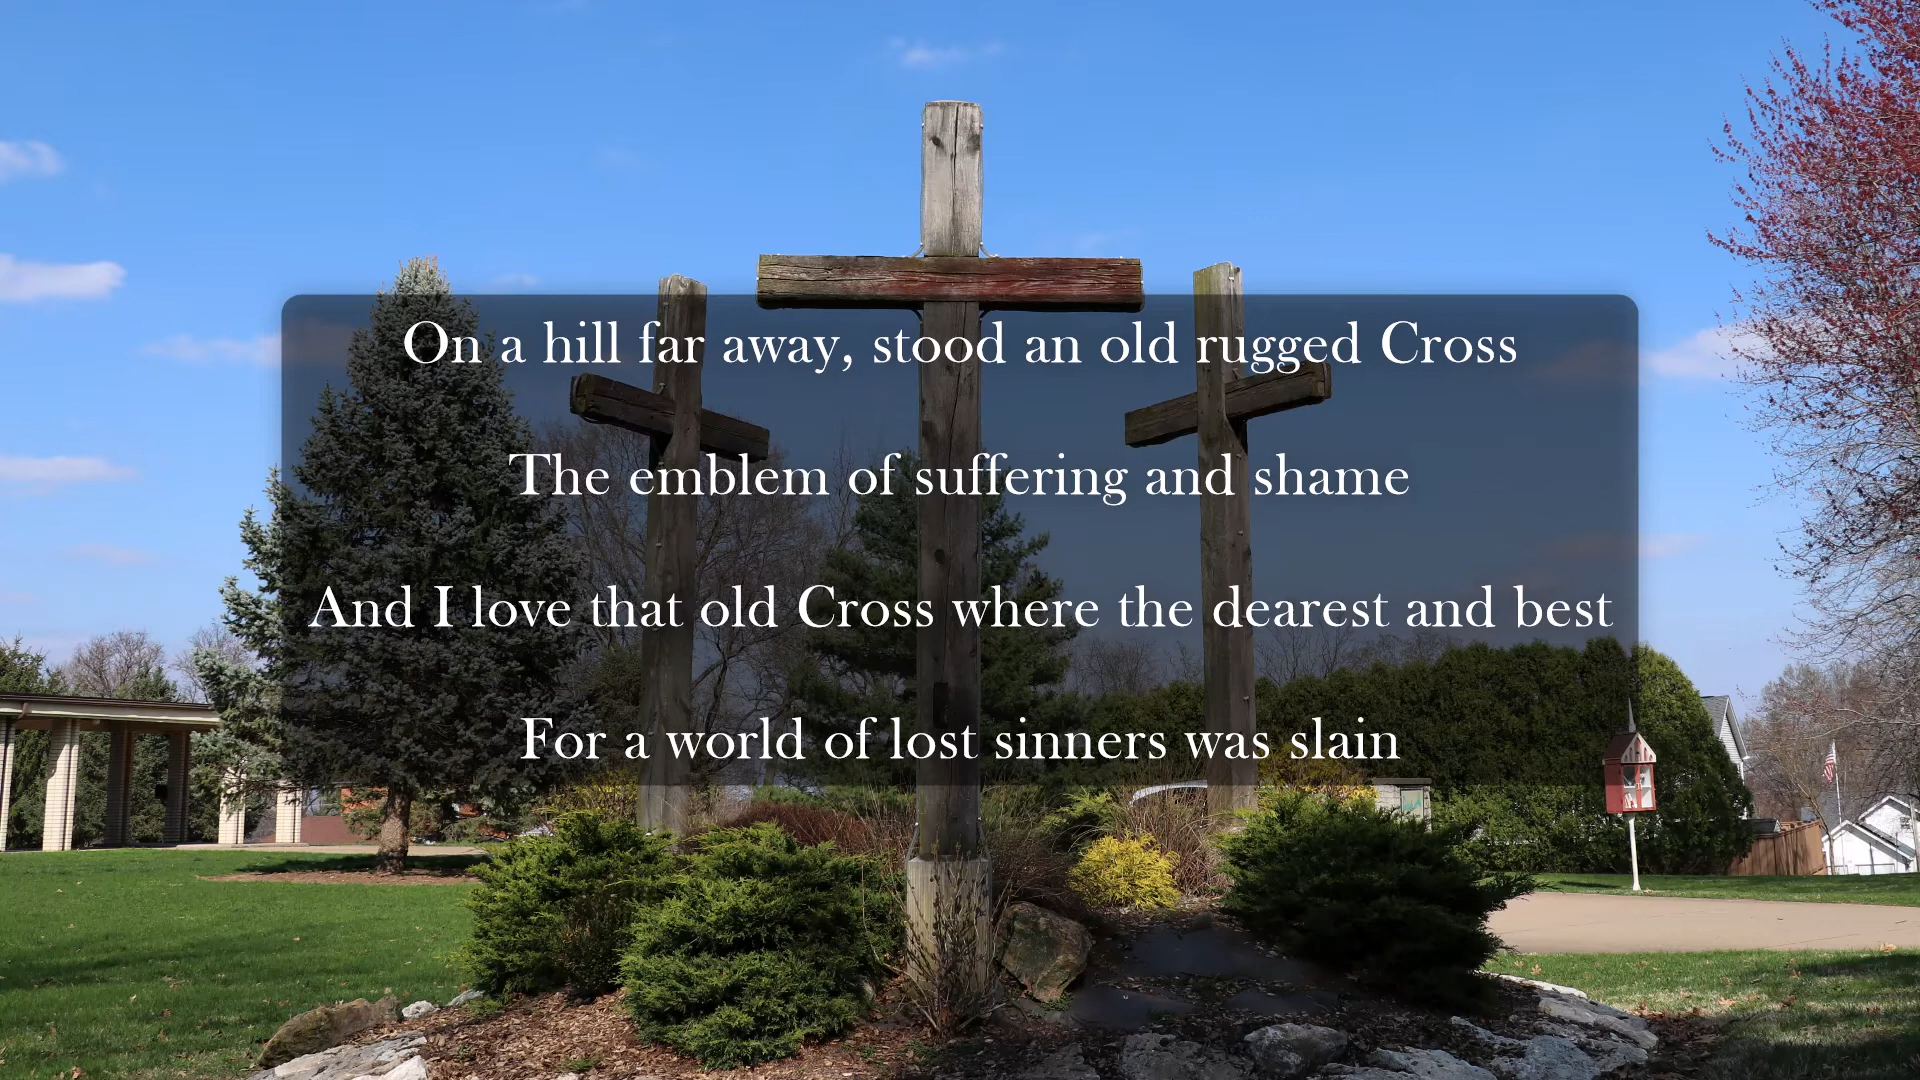 On a hill far away, stood an old rugged Cross
The emblem of suffering and shame
And I love that old Cross where the dearest and best
For a world of lost sinners was slain